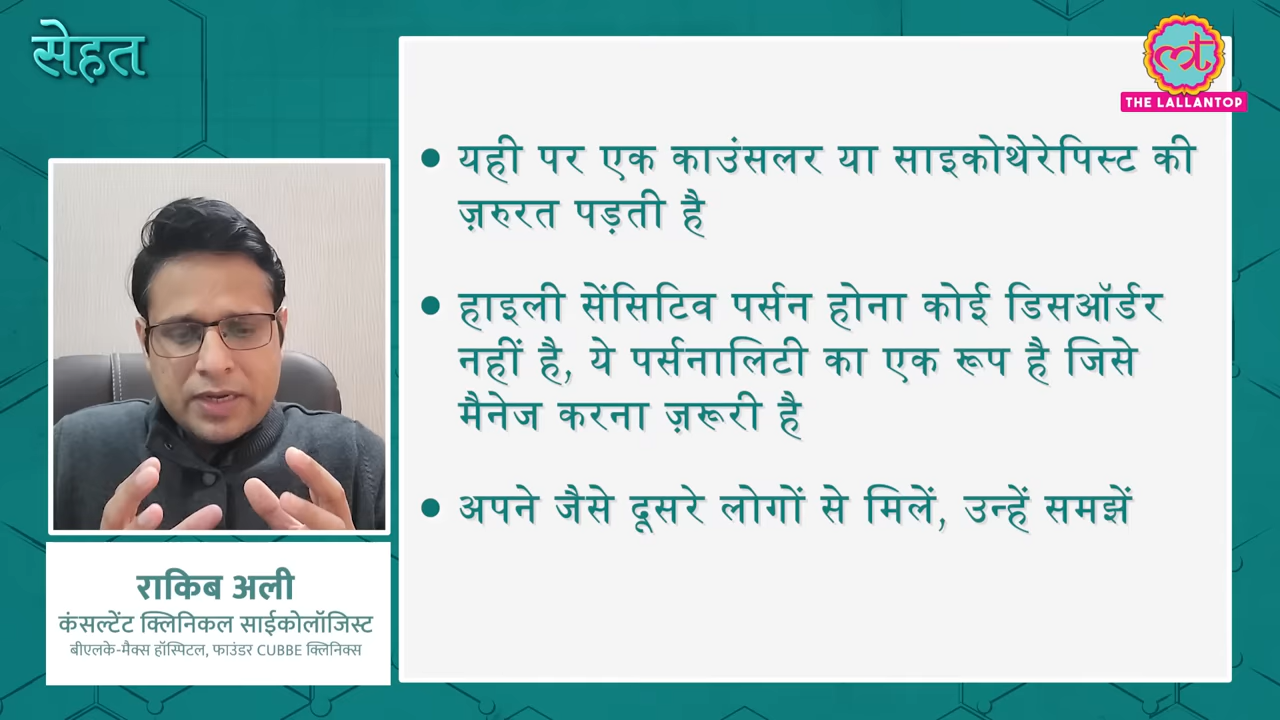 सेहत
THE LALLANTOP
• यही पर एक काउंसलर या साइकोथेरेपिस्ट की
ज़रुरत पड़ती है
• हाइली सेंसिटिव पर्सन होना कोई डिसऑर्डर
नहीं है, ये पर्सनालिटी का एक रूप है जिसे
मैनेज करना ज़रूरी है
• अपने जैसे दूसरे लोगों से मिलें, उन्हें समझें
राकिब अली
कंसल्टेंट क्लिनिकल साईकोलॉजिस्ट
बीएलके-मैक्स हॉस्पिटल, फाउंडर CUBBE क्लिनिक्स